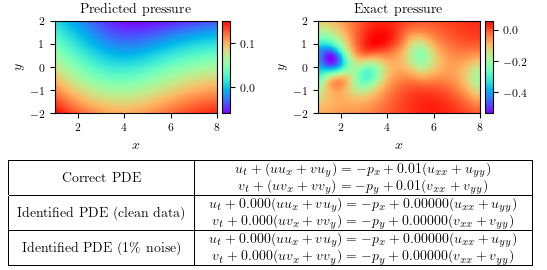 Predicted pressure
Exact pressure
2
1
0
−1
−2
y
2
4
6
8
x
0.1
0.0
2
1
0
−1
−2
y
2
4
6
8
x
0.0
−0.2
−0.4
Correct PDE
u_t + (uu_x + vu_y) = −p_x + 0.01(u_xx + u_yy)
v_t + (uv_x + vv_y) = −p_y + 0.01(v_xx + v_yy)
Identified PDE (clean data)
u_t + 0.000(uu_x + vu_y) = −p_x + 0.00000(u_xx + u_yy)
v_t + 0.000(uv_x + vv_y) = −p_y + 0.00000(v_xx + v_yy)
Identified PDE (1% noise)
u_t + 0.000(uu_x + vu_y) = −p_x + 0.00000(u_xx + u_yy)
v_t + 0.000(uv_x + vv_y) = −p_y + 0.00000(v_xx + v_yy)